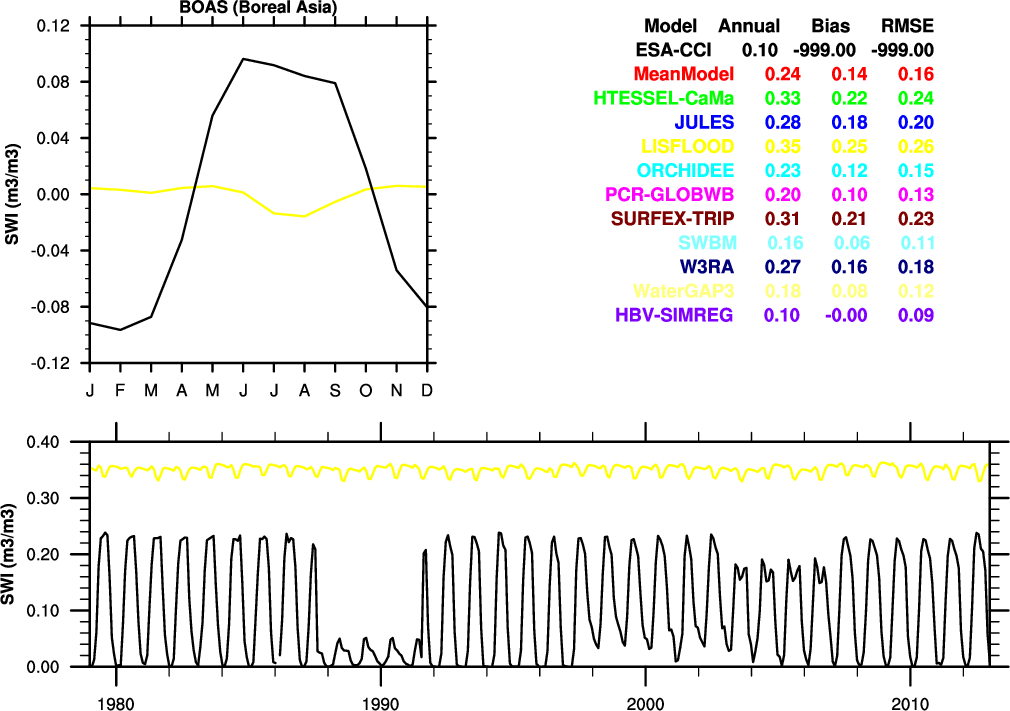 BOAS (Boreal Asia)
0.12
0.08
0.04
0.00
-0.04
-0.08
-0.12
SWI (m3/m3)
J F M A M J J A S O N D
Model Annual Bias RMSE
ESA-CCI 0.10 -999.00 -999.00
MeanModel 0.24 0.14 0.16
HTESSEL-CaMa 0.33 0.22 0.24
JULES 0.28 0.18 0.20
LISFLOOD 0.35 0.25 0.26
ORCHIDEE 0.23 0.12 0.15
PCR-GLOBWB 0.20 0.10 0.13
SURFEX-TRIP 0.31 0.21 0.23
SWBM 0.16 0.06 0.11
W3RA 0.27 0.16 0.18
WaterGAP3 0.18 0.08 0.12
HBV-SIMREG 0.10 -0.00 0.09
0.40
0.30
0.20
0.10
0.00
SWI (m3/m3)
1980 1990 2000 2010